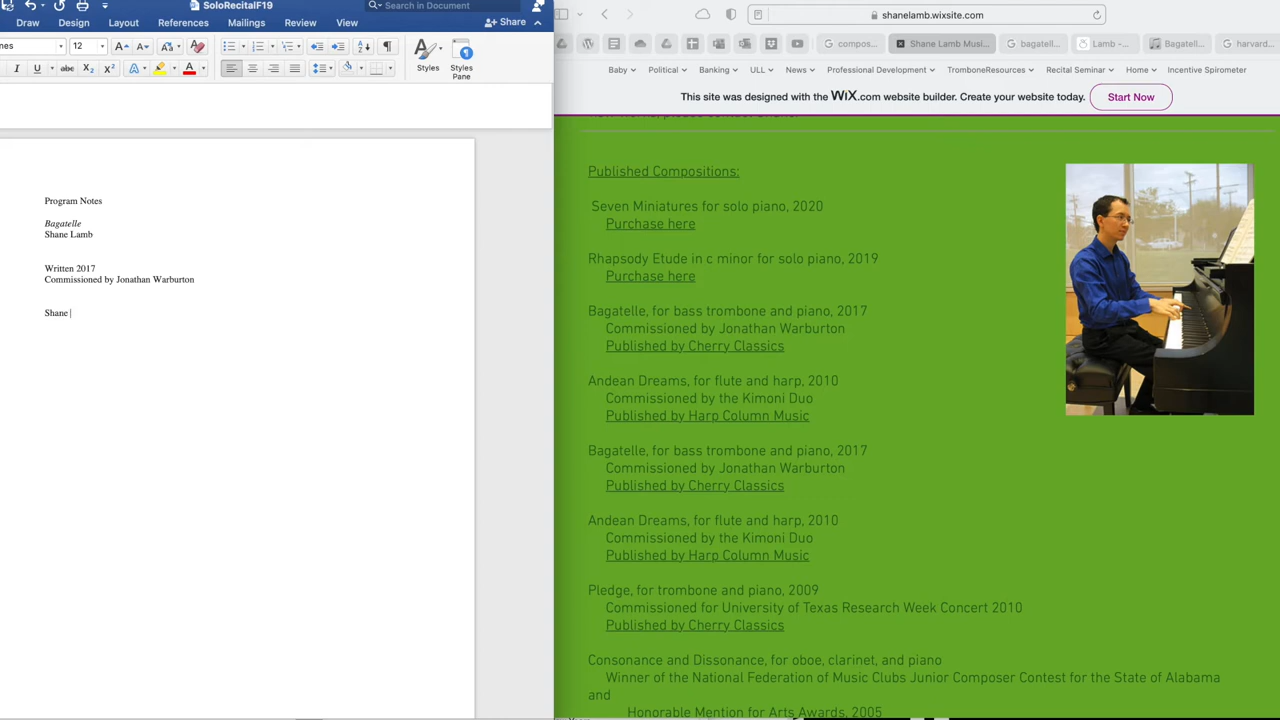 SoloRecitalF19
Search in Document
Draw Design Layout References Mailings Review View
Share
12
Styles
Styles Pane
Program Notes
Bagatelle
Shane Lamb
Written 2017
Commissioned by Jonathan Warburton
Shane
shanelamb.wixsite.com
compos... Shane Lamb Musi... bagatell... Lamb -... bagatell... harvard...
Baby Political Banking ULL News Professional Development TromboneResources Recital Seminar Home Incentive Spirometer
This site was designed with the WiX.com website builder. Create your website today. Start Now
Published Compositions:
Seven Miniatures for solo piano, 2020
Purchase here
Rhapsody Etude in c minor for solo piano, 2019
Purchase here
Bagatelle, for bass trombone and piano, 2017
Commissioned by Jonathan Warburton
Published by Cherry Classics
Andean Dreams, for flute and harp, 2010
Commissioned by the Kimoni Duo
Published by Harp Column Music
Bagatelle, for bass trombone and piano, 2017
Commissioned by Jonathan Warburton
Published by Cherry Classics
Andean Dreams, for flute and harp, 2010
Commissioned by the Kimoni Duo
Published by Harp Column Music
Pledge, for trombone and piano, 2009
Commissioned for University of Texas Research Week Concert 2010
Published by Cherry Classics
Consonance and Dissonance, for oboe, clarinet, and piano
Winner of the National Federation of Music Clubs Junior Composer Contest for the State of Alabama
and
Honorable Mention for Arts Awards, 2005